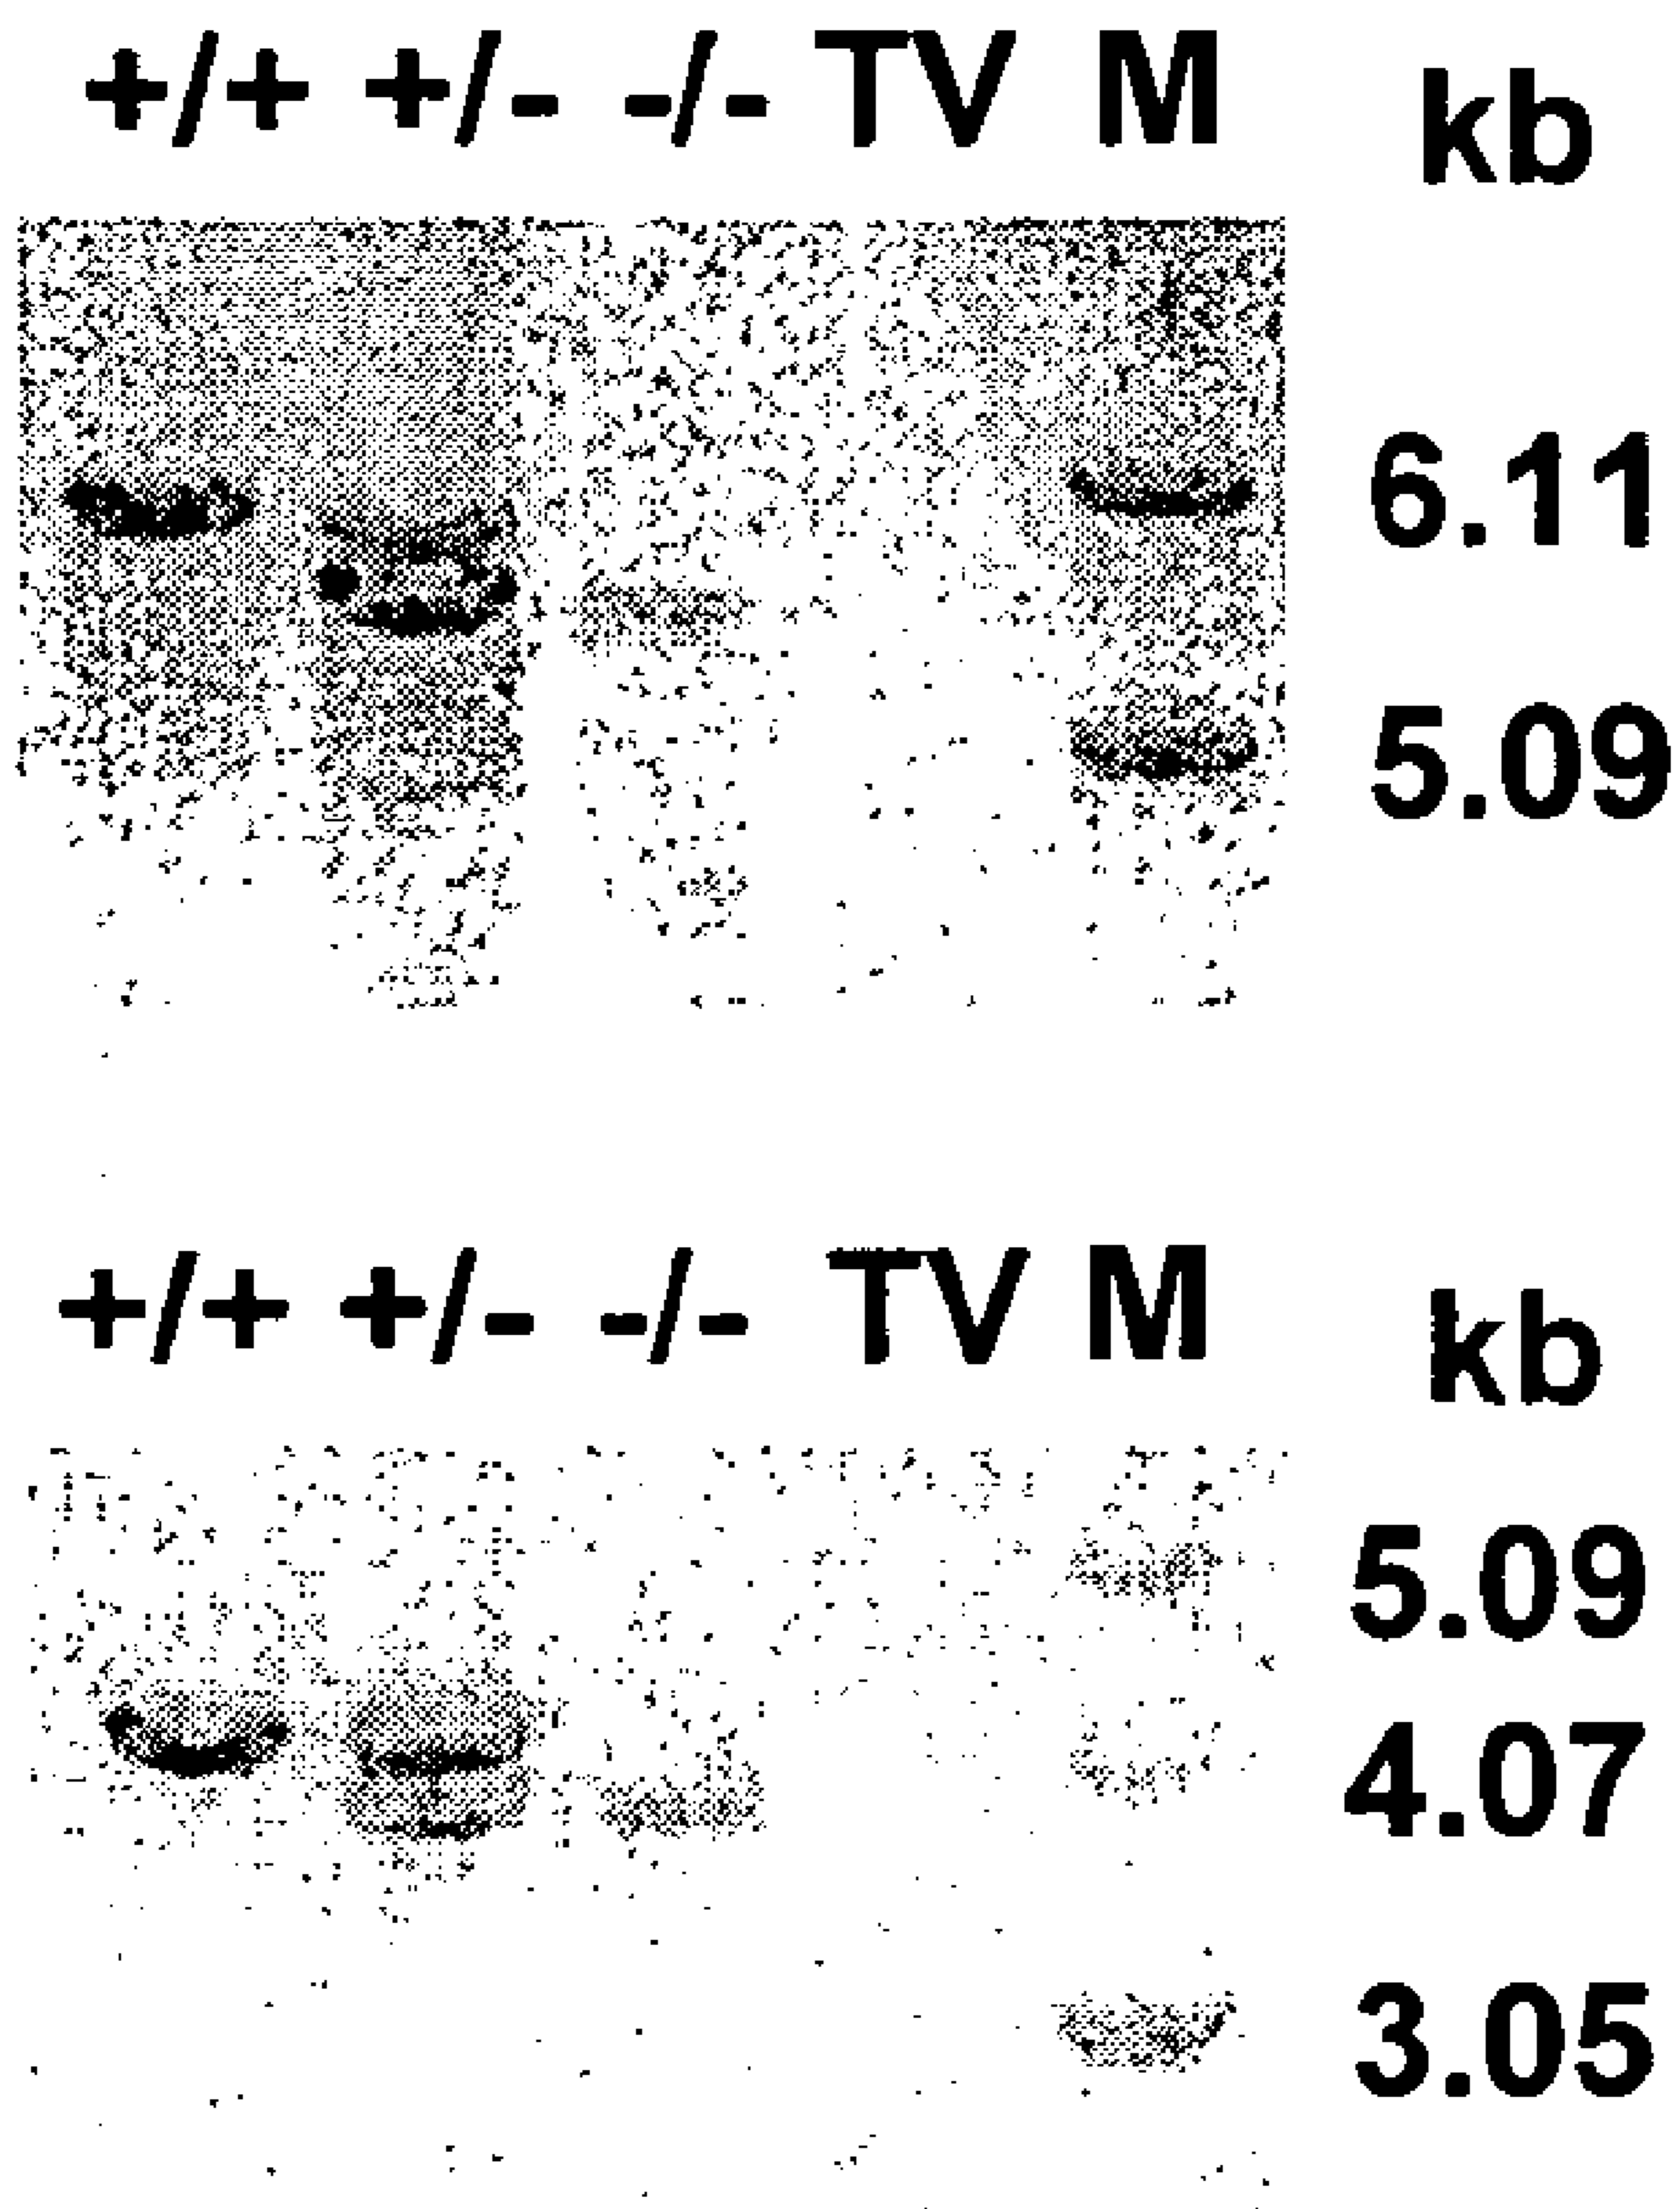 +/+ +/- -/- TV M kb
6.11
5.09
+/+ +/- -/- TV M kb
5.09
4.07
3.05